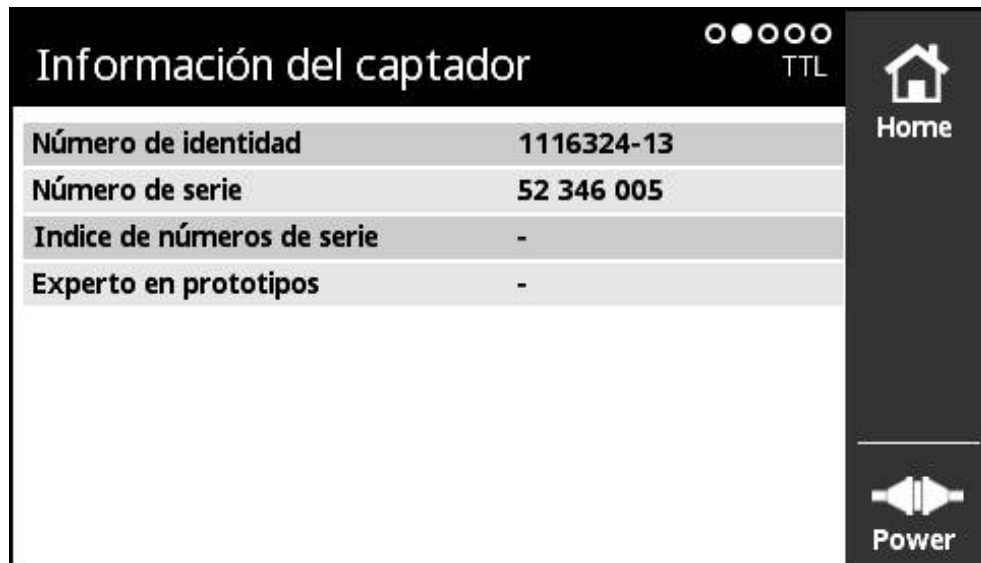 Información del captador
TTL
Home
Número de identidad 1116324-13
Número de serie 52 346 005
Indice de números de serie -
Experto en prototipos -
Power